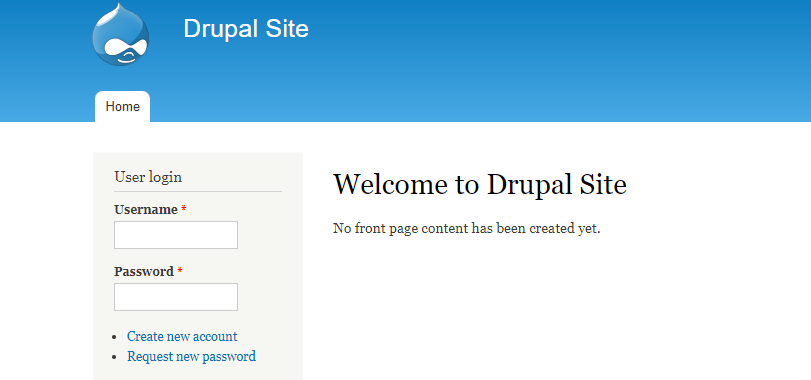 Drupal Site
Home
User login
Username *
Password *
Create new account
Request new password
Welcome to Drupal Site
No front page content has been created yet.